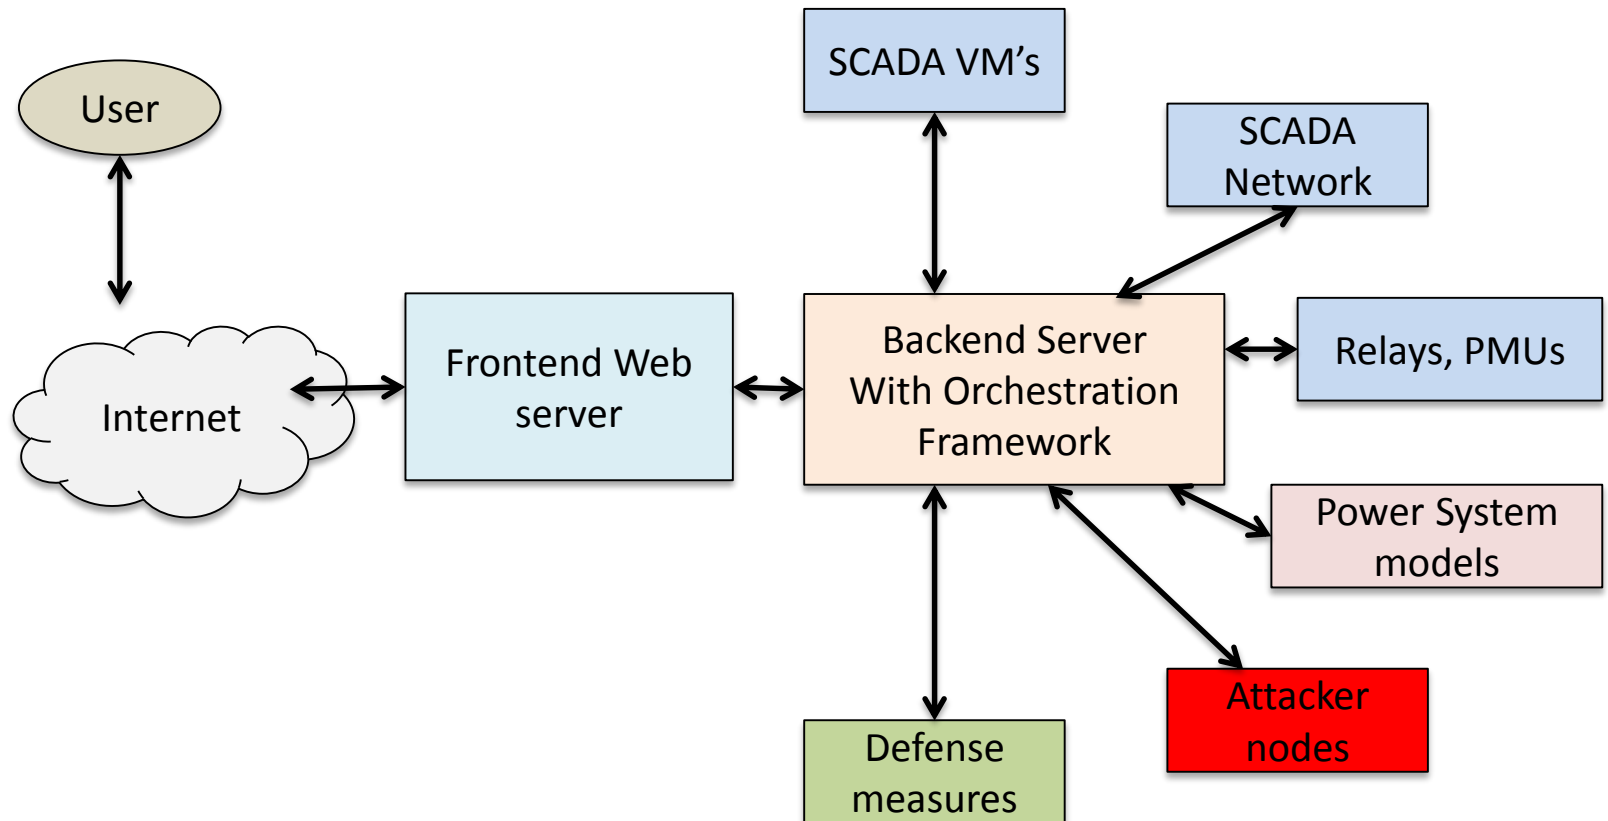 SCADA VM's
User
SCADA
Network
Backend Server
With Orchestration
Framework
Relays, PMUs
Frontend Web
server
Internet
Power System
models
Attacker
nodes
Defense
measures